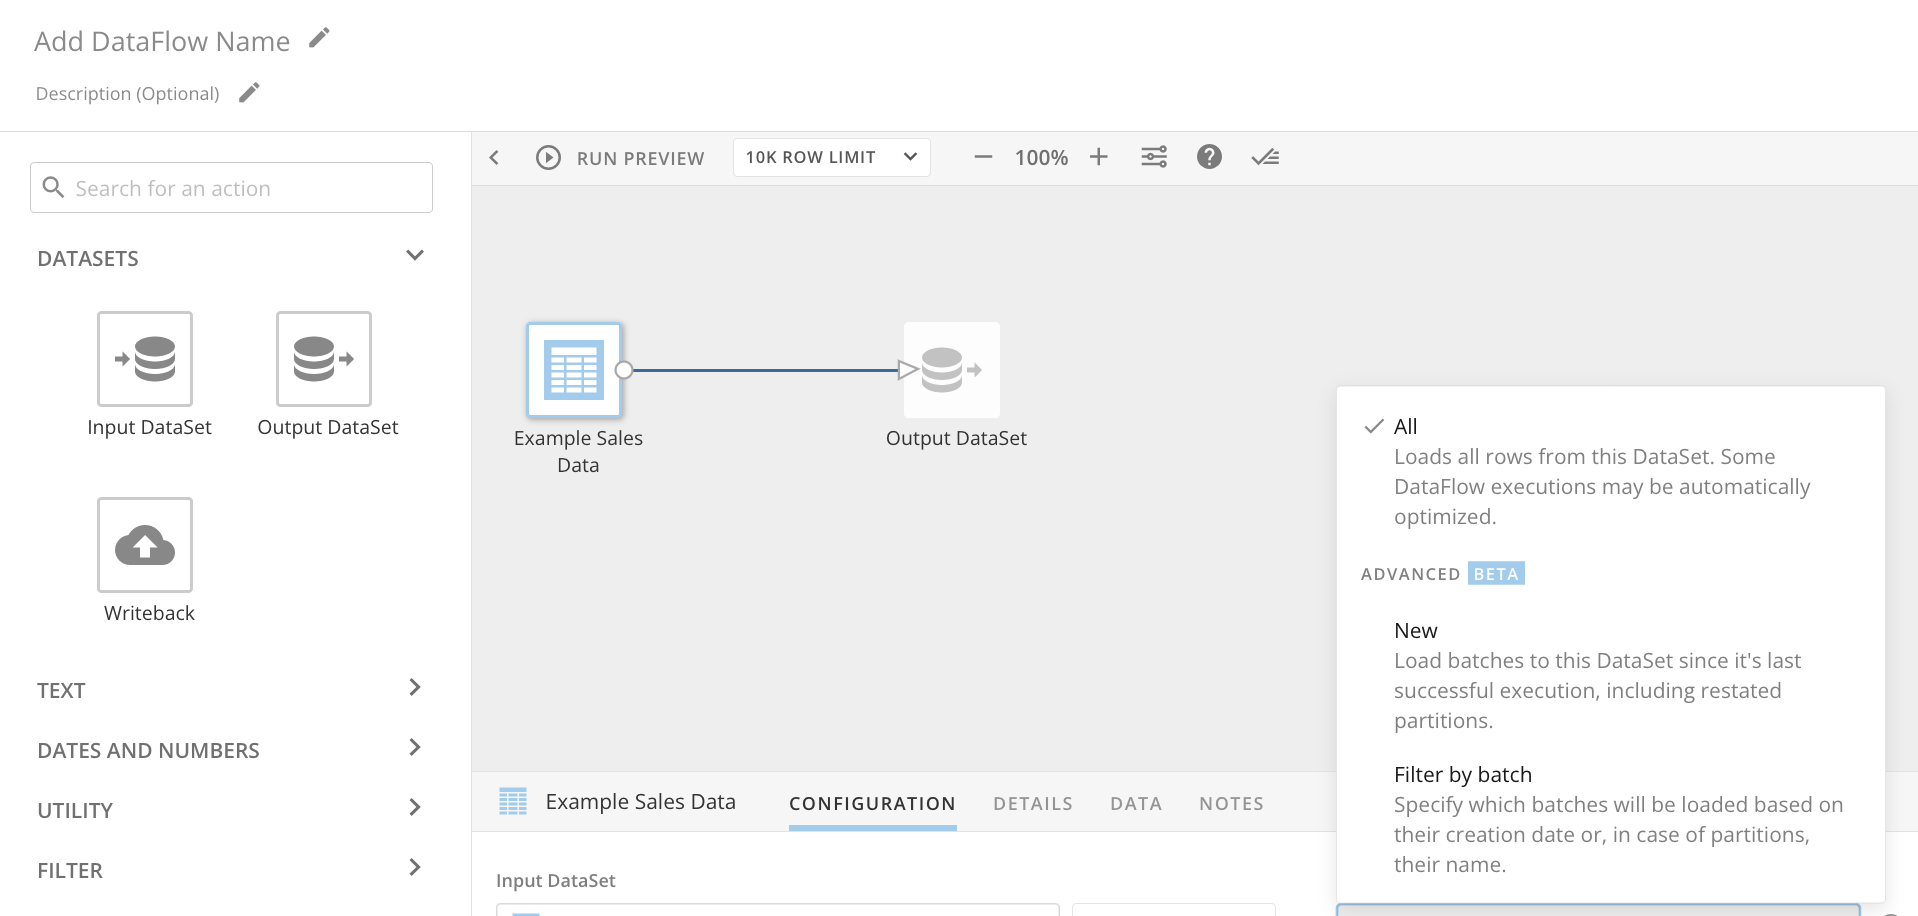 Add DataFlow Name
Description (Optional)
RUN PREVIEW
10K ROW LIMIT
100%
Search for an action
DATASETS
Input DataSet
Output DataSet
Writeback
TEXT
DATES AND NUMBERS
UTILITY
FILTER
Example Sales
Data
Output DataSet
All
Loads all rows from this DataSet. Some
DataFlow executions may be automatically
optimized.
ADVANCED BETA
New
Load batches to this DataSet since it's last
successful execution, including restated
partitions.
Filter by batch
Specify which batches will be loaded based on
their creation date or, in case of partitions,
their name.
Example Sales Data
CONFIGURATION
DETAILS
DATA
NOTES
Input DataSet